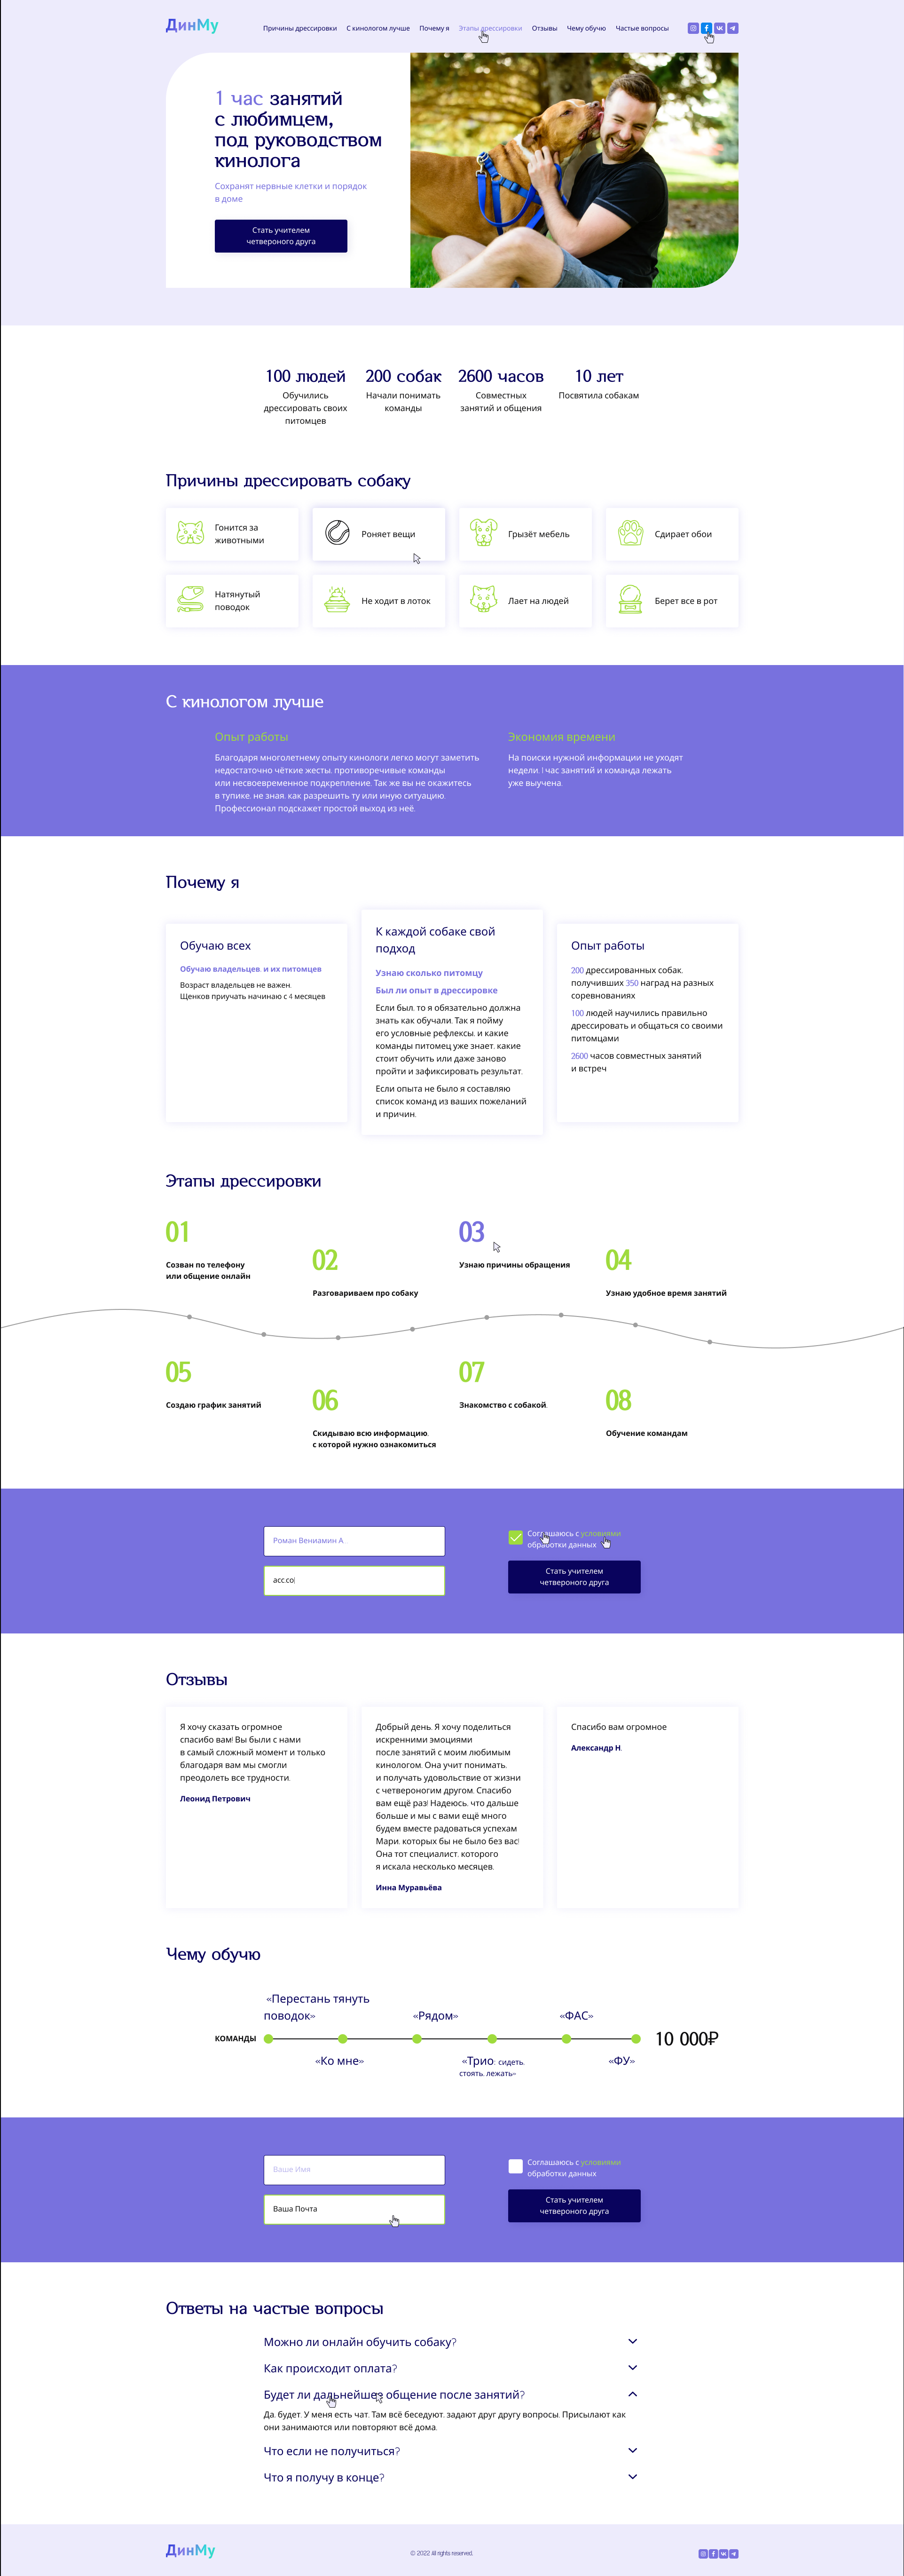 ДинМу
Причины дрессировки С кинологом лучше Почему я Этапы дрессировки Отзывы Чему обучю Частые вопросы
1 час занятий
с любимцем,
под руководством
кинолога
Сохранят нервные клетки и порядок
в доме
Стать учителем
четвероного друга
100 людей
Обучились
дрессировать своих
питомцев
200 собак
Начали понимать
команды
2600 часов
Совместных
занятий и общения
10 лет
Посвятила собакам
Причины дрессировать собаку
Гонится за
животными
Роняет вещи
Грызёт мебель
Сдирает обои
Натянутый
поводок
Не ходит в лоток
Лает на людей
Берет все в рот
С кинологом лучше
Опыт работы
Благодаря многолетнему опыту кинологи легко могут заметить
недостаточно чёткие жесты, противоречивые команды
или несвоевременное подкрепление. Так же вы не окажитесь
в тупике, не зная, как разрешить ту или иную ситуацию.
Профессионал подскажет простой выход из неё.
Экономия времени
На поиски нужной информации не уходят
недели. 1 час занятий и команда лежать
уже выучена.
Почему я
Обучаю всех
Обучаю владельцев, и их питомцев
Возраст владельцев не важен.
Щенков приучать начинаю с 4 месяцев
К каждой собаке свой
подход
Узнаю сколько питомцу
Был ли опыт в дрессировке
Если был, то я обязательно должна
знать как обучали. Так я пойму
его условные рефлексы, и какие
команды питомец уже знает, какие
стоит обучить или даже заново
пройти и зафиксировать результат.
Если опыта не было я составляю
список команд из ваших пожеланий
и причин.
Опыт работы
200 дрессированных собак,
получивших 350 наград на разных
соревнованиях
100 людей научились правильно
дрессировать и общаться со своими
питомцами
2600 часов совместных занятий
и встреч
Этапы дрессировки
01
Созван по телефону
или общение онлайн
02
Разговариваем про собаку
03
Узнаю причины обращения
04
Узнаю удобное время занятий
05
Создаю график занятий
06
Скидываю всю информацию,
с которой нужно ознакомиться
07
Знакомство с собакой.
08
Обучение командам
Роман Вениамин А.
асс.со|
Соглашаюсь с условиями
обработки данных
Стать учителем
четвероного друга
Отзывы
Я хочу сказать огромное
спасибо вам! Вы были с нами
в самый сложный момент и только
благодаря вам мы смогли
преодолеть все трудности.
Леонид Петрович
Добрый день. Я хочу поделиться
искренними эмоциями
после занятий с моим любимым
кинологом. Она учит понимать,
и получать удовольствие от жизни
с четвероногим другом. Спасибо
вам ещё раз! Надеюсь, что дальше
больше и мы с вами ещё много
будем вместе радоваться успехам
Мари, которых бы не было без вас!
Она тот специалист, которого
я искала несколько месяцев.
Инна Муравьёва
Спасибо вам огромное
Александр Н.
Чему обучю
«Перестань тянуть
поводок»
«Рядом»
«ФАС»
КОМАНДЫ
10 000₽
«Ко мне»
«Трио: сидеть,
стоять, лежать»
«ФУ»
Ваше Имя
Ваша Почта
Соглашаюсь с условиями
обработки данных
Стать учителем
четвероного друга
Ответы на частые вопросы
Можно ли онлайн обучить собаку?
Как происходит оплата?
Будет ли дальнейшее общение после занятий?
Да, будет. У меня есть чат. Там всё беседуют, задают друг другу вопросы. Присылают как
они занимаются или повторяют всё дома.
Что если не получиться?
Что я получу в конце?
ДинМу
© 2022 All rights reserved.